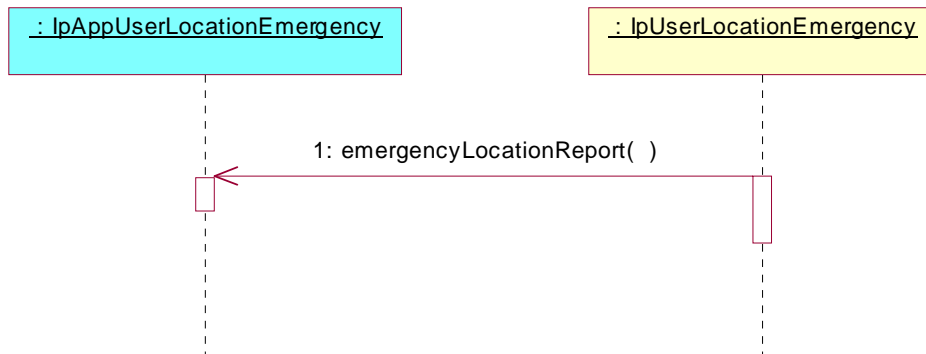 : IpAppUserLocationEmergency
: IpUserLocationEmergency
1: emergencyLocationReport( )